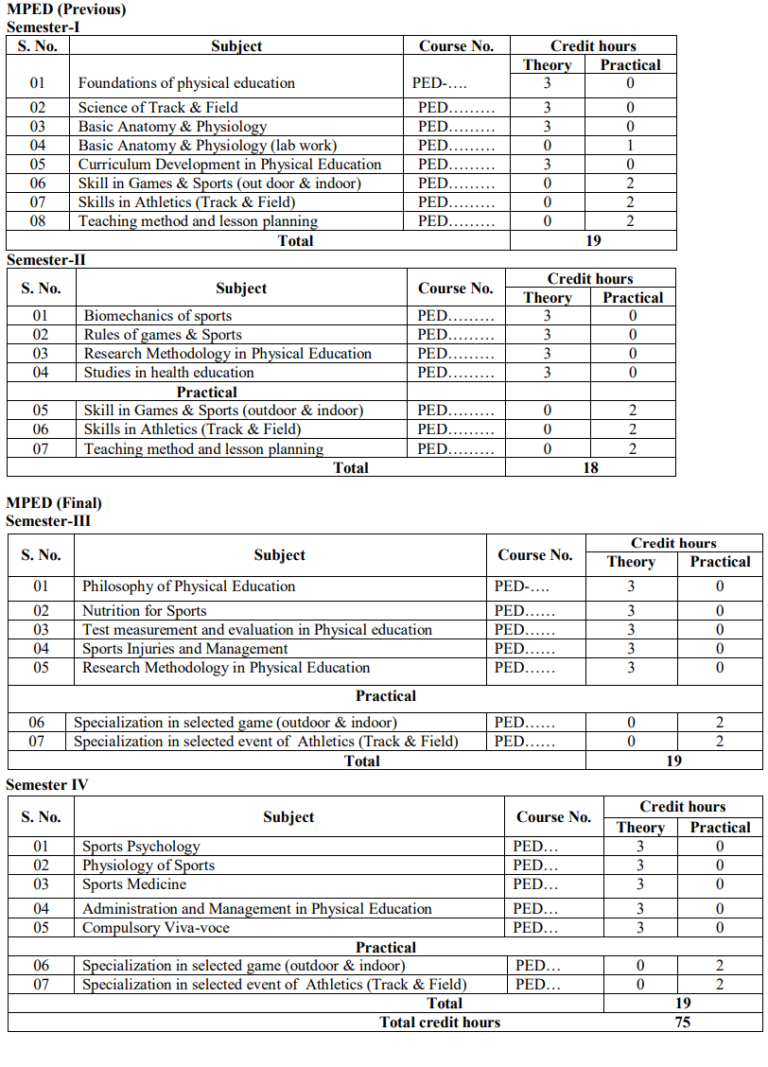 MPED (Previous)
Semester-I
S. No. Subject Course No. Credit hours
Theory Practical
01 Foundations of physical education PED-…. 3 0
02 Science of Track & Field PED……… 3 0
03 Basic Anatomy & Physiology PED……… 3 0
04 Basic Anatomy & Physiology (lab work) PED……… 0 1
05 Curriculum Development in Physical Education PED……… 3 0
06 Skill in Games & Sports (out door & indoor) PED……… 0 2
07 Skills in Athletics (Track & Field) PED……… 0 2
08 Teaching method and lesson planning PED……… 0 2
Total 19
Semester-II
S. No. Subject Course No. Credit hours
Theory Practical
01 Biomechanics of sports PED……… 3 0
02 Rules of games & Sports PED……… 3 0
03 Research Methodology in Physical Education PED……… 3 0
04 Studies in health education PED……… 3 0
Practical
05 Skill in Games & Sports (outdoor & indoor) PED……… 0 2
06 Skills in Athletics (Track & Field) PED……… 0 2
07 Teaching method and lesson planning PED……… 0 2
Total 18
MPED (Final)
Semester-III
S. No. Subject Course No. Credit hours
Theory Practical
01 Philosophy of Physical Education PED-…. 3 0
02 Nutrition for Sports PED…… 3 0
03 Test measurement and evaluation in Physical education PED…… 3 0
04 Sports Injuries and Management PED…… 3 0
05 Research Methodology in Physical Education PED…… 3 0
Practical
06 Specialization in selected game (outdoor & indoor) PED…… 0 2
07 Specialization in selected event of Athletics (Track & Field) PED…… 0 2
Total 19
Semester IV
S. No. Subject Course No. Credit hours
Theory Practical
01 Sports Psychology PED… 3 0
02 Physiology of Sports PED… 3 0
03 Sports Medicine PED… 3 0
04 Administration and Management in Physical Education PED… 3 0
05 Compulsory Viva-voce PED… 3 0
Practical
06 Specialization in selected game (outdoor & indoor) PED… 0 2
07 Specialization in selected event of Athletics (Track & Field) PED… 0 2
Total 19
Total credit hours 75